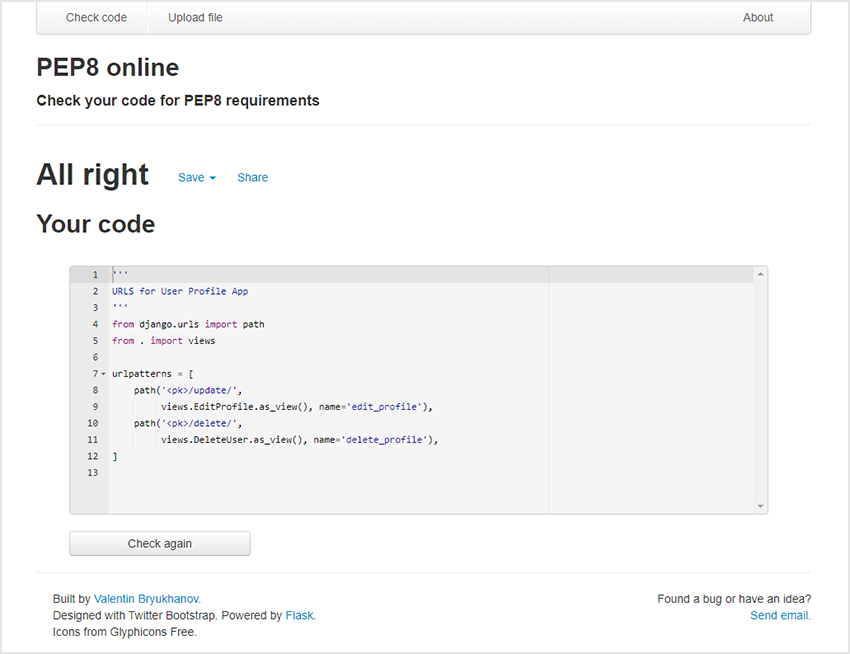 Check code Upload file About
PEP8 online
Check your code for PEP8 requirements
All right Save Share
Your code
1 '''
2 URLS for User Profile App
3 '''
4 from django.urls import path
5 from . import views
6
7 urlpatterns = [
8     path('<pk>/update/',
9          views.EditProfile.as_view(), name='edit_profile'),
10     path('<pk>/delete/',
11          views.DeleteUser.as_view(), name='delete_profile'),
12 ]
13
Check again
Built by Valentin Bryukhanov. Found a bug or have an idea?
Designed with Twitter Bootstrap. Powered by Flask. Send email.
Icons from Glyphicons Free.